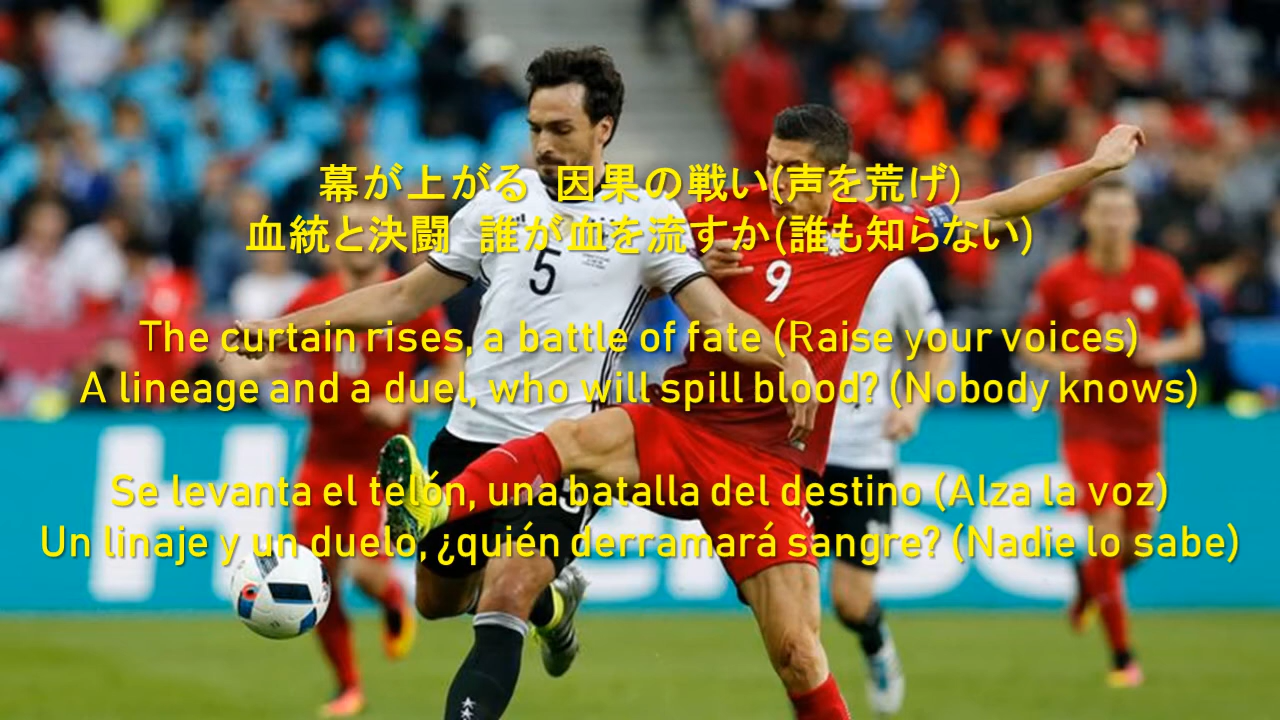 幕が上がる　因果の戦い(声を荒げ)
血統と決闘　誰が血を流すか(誰も知らない)
The curtain rises, a battle of fate (Raise your voices)
A lineage and a duel, who will spill blood? (Nobody knows)
Se levanta el telón, una batalla del destino (Alza la voz)
Un linaje y un duelo, ¿quién derramará sangre? (Nadie lo sabe)
5
9